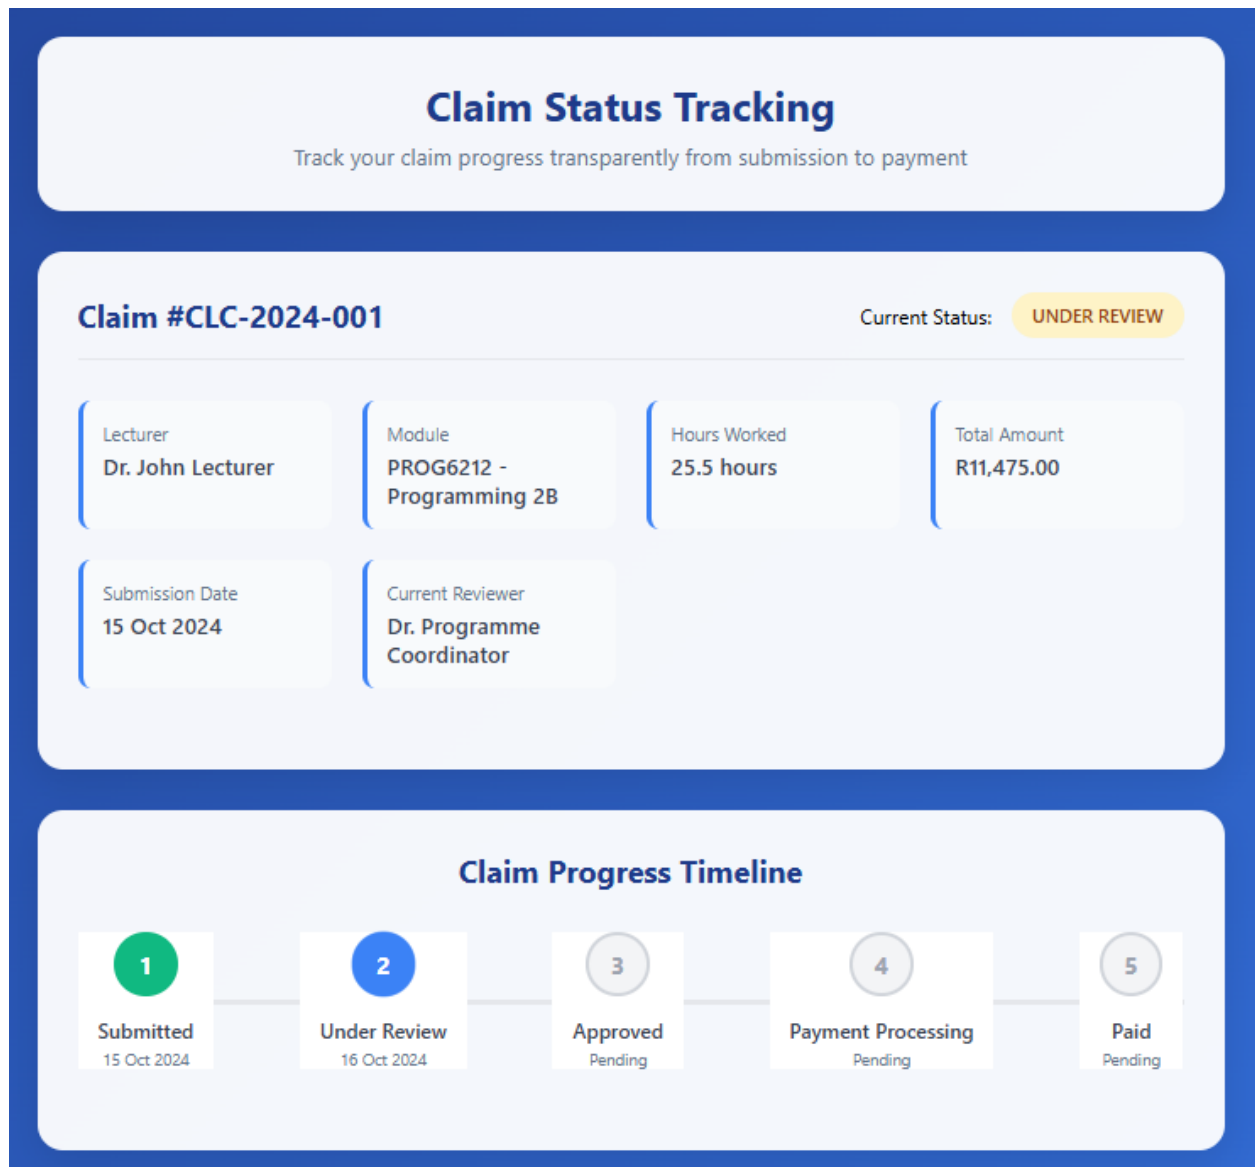 Claim Status Tracking
Track your claim progress transparently from submission to payment
Claim #CLC-2024-001
Current Status:
UNDER REVIEW
Lecturer
Dr. John Lecturer
Module
PROG6212 -
Programming 2B
Hours Worked
25.5 hours
Total Amount
R11,475.00
Submission Date
15 Oct 2024
Current Reviewer
Dr. Programme
Coordinator
Claim Progress Timeline
1
Submitted
15 Oct 2024
2
Under Review
16 Oct 2024
3
Approved
Pending
4
Payment Processing
Pending
5
Paid
Pending